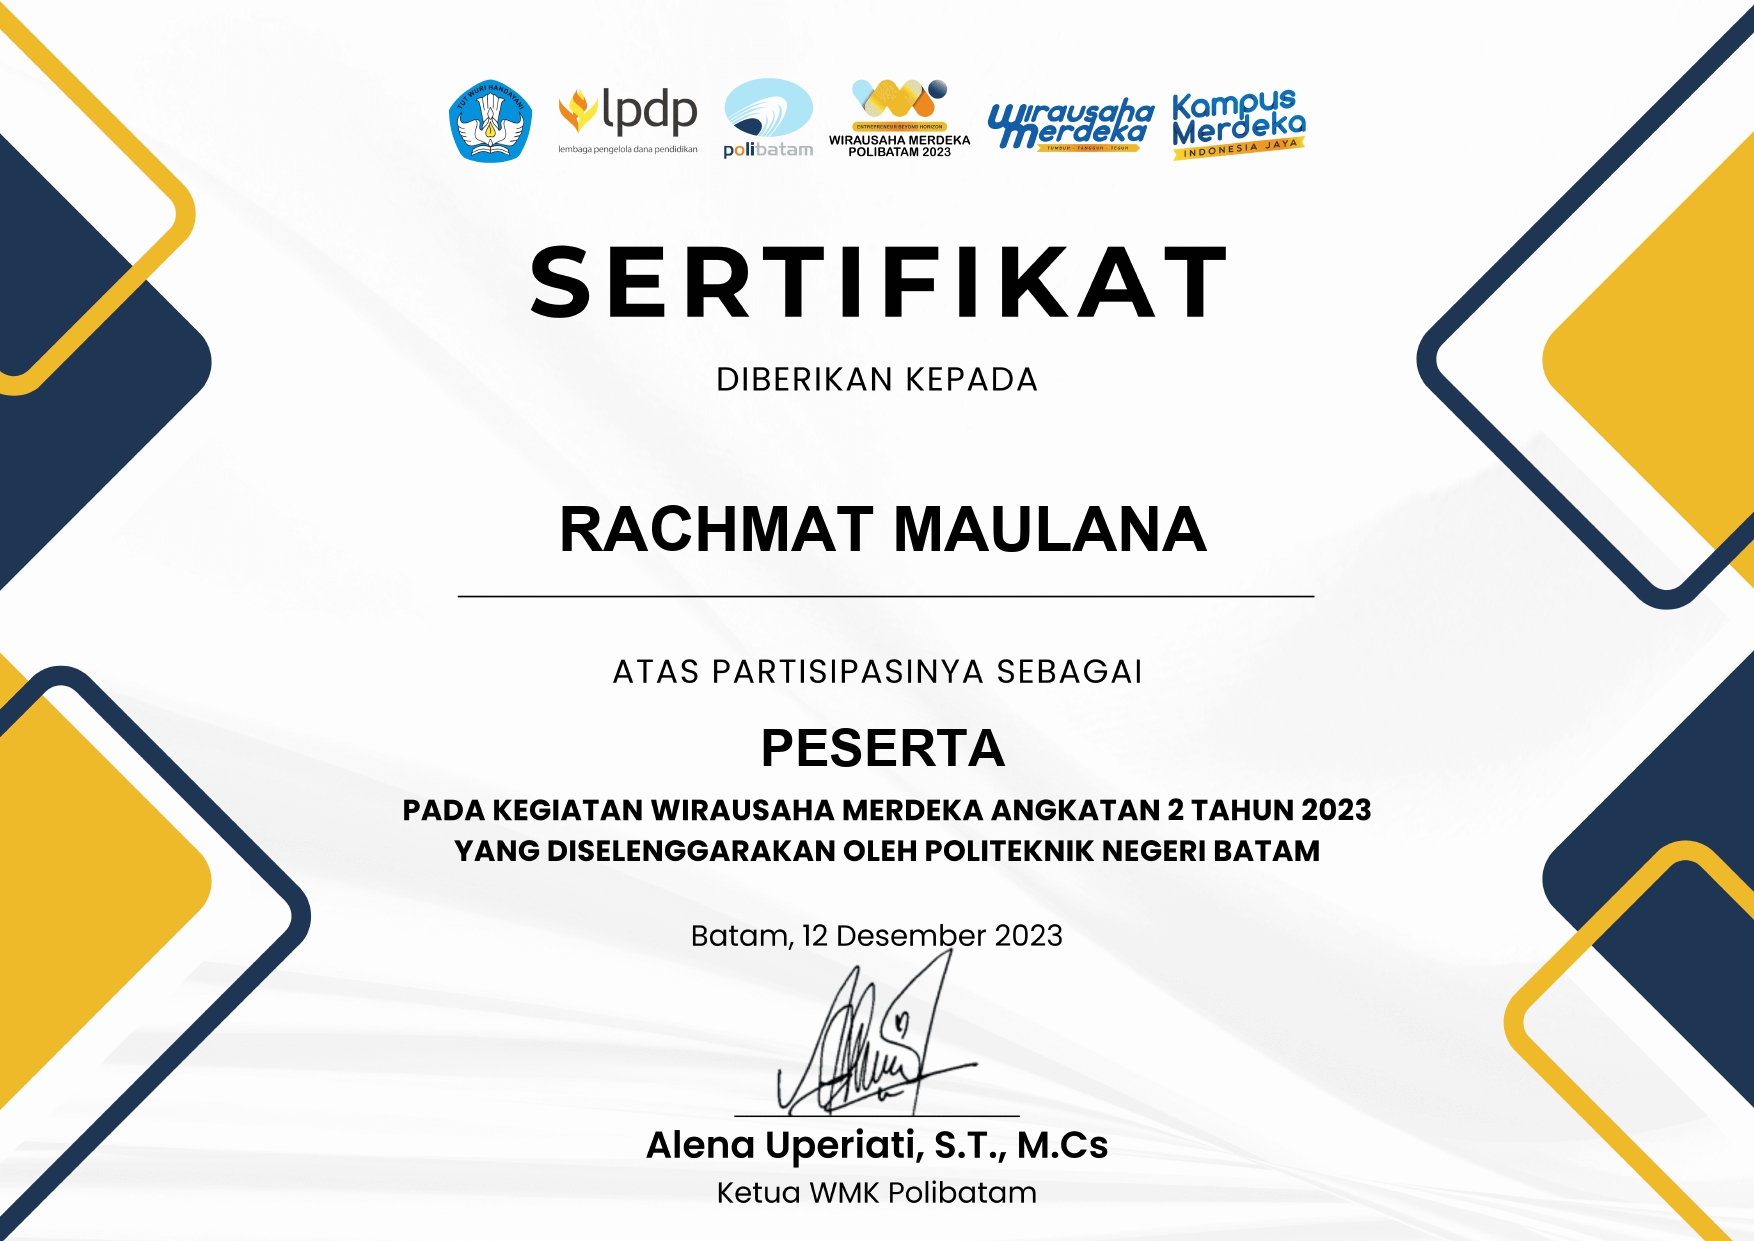 TUT WURI HANDAYANI
lpdp
lembaga pengelola dana pendidikan
polibatam
ENTREPRENEUR BEYOND HORIZON
WIRAUSAHA MERDEKA
POLIBATAM 2023
Wirausaha
merdeka
TUMBUH - TANGGUH - TEGUH
Kampus
Merdeka
INDONESIA JAYA
SERTIFIKAT
DIBERIKAN KEPADA
RACHMAT MAULANA
ATAS PARTISIPASINYA SEBAGAI
PESERTA
PADA KEGIATAN WIRAUSAHA MERDEKA ANGKATAN 2 TAHUN 2023
YANG DISELENGGARAKAN OLEH POLITEKNIK NEGERI BATAM
Batam, 12 Desember 2023
Alena Uperiati, S.T., M.Cs
Ketua WMK Polibatam